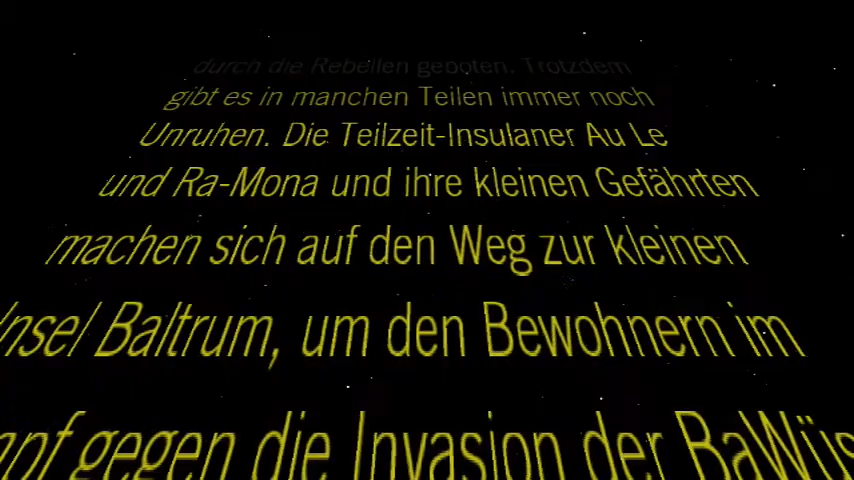 durch die Rebellen geboten. Trotzdem
gibt es in manchen Teilen immer noch
Unruhen. Die Teilzeit-Insulaner Au Le
und Ra-Mona und ihre kleinen Gefährten
machen sich auf den Weg zur kleinen
Insel Baltrum, um den Bewohnern im
gegen die Invasion der BaWüs